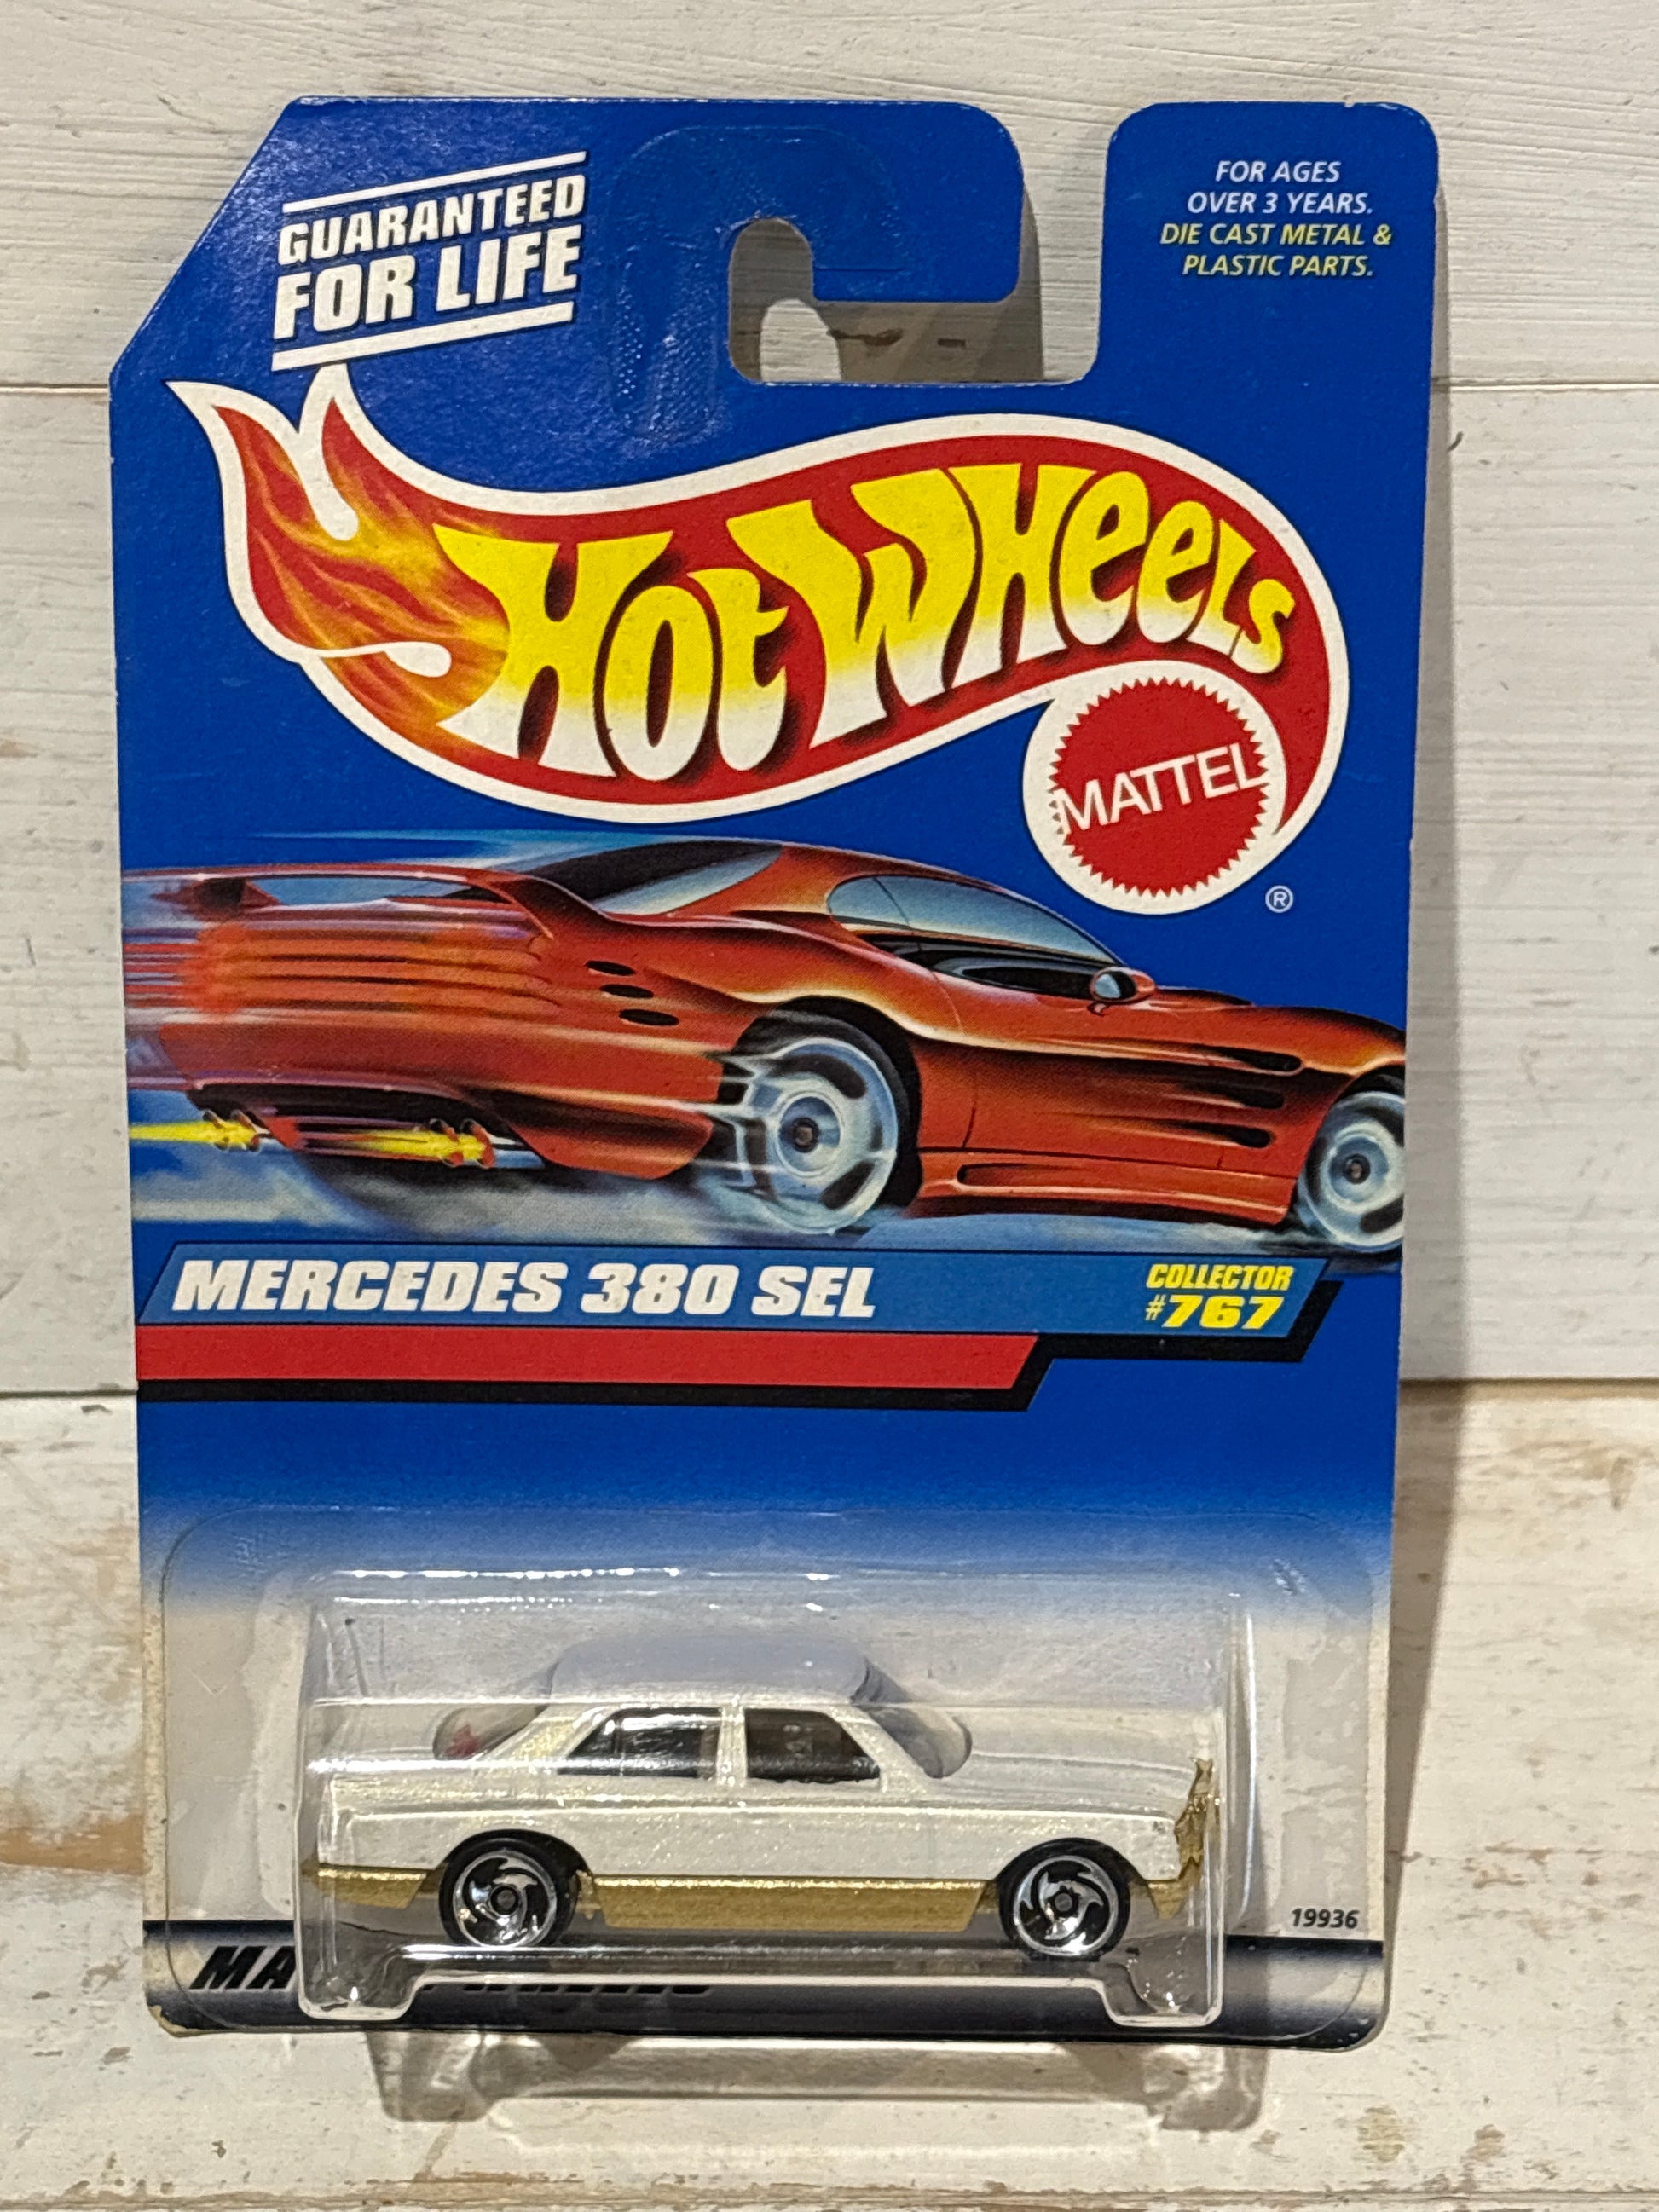 GUARANTEED
FOR LIFE
FOR AGES
OVER 3 YEARS.
DIE CAST METAL &
PLASTIC PARTS.
HOT WHEELS
MATTEL
®
MERCEDES 380 SEL
COLLECTOR
#767
19936